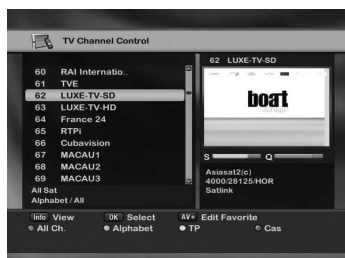 TV Channel Control
60 RAI Internatio..
61 TVE
62 LUXE-TV-SD
63 LUXE-TV-HD
64 France 24
65 RTPi
66 Cubavision
67 MACAU1
68 MACAU2
69 MACAU3
All Sat
Alphabet / All
62 LUXE-TV-SD
boat
S Q
Asiasat2(c)
4000/28125/HOR
Satlink
Info View OK Select AV+ Edit Favorite
All Ch. Alphabet TP Cas